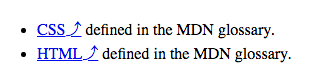 • CSS⤴ defined in the MDN glossary.
• HTML⤴ defined in the MDN glossary.